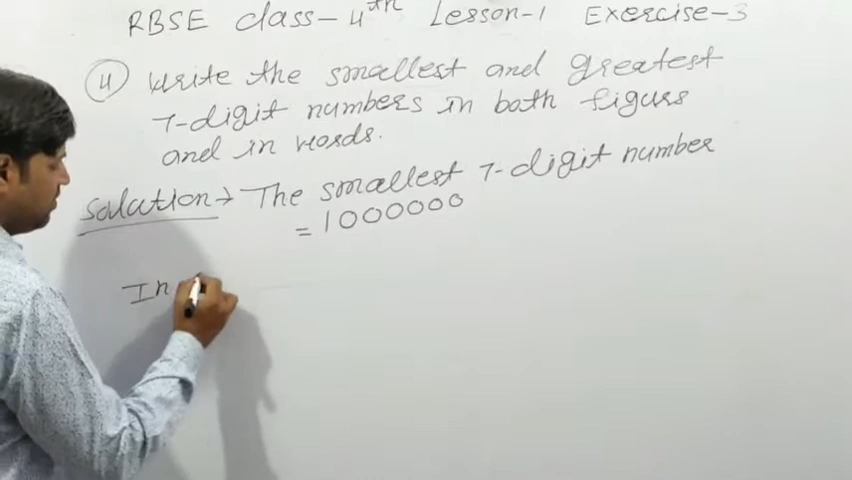 RBSE class-4th Lesson-1 Exercise-3
4 Write the smallest and greatest
7-digit numbers in both figures
and in words.
Solution→ The smallest 7-digit number
= 1000000
In